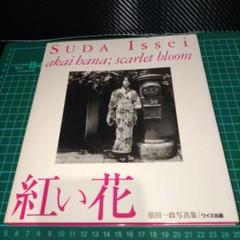 SUDA ISSEI
akai hana; scarlet bloom
紅い花
須田一政写真集 | ワイズ出版